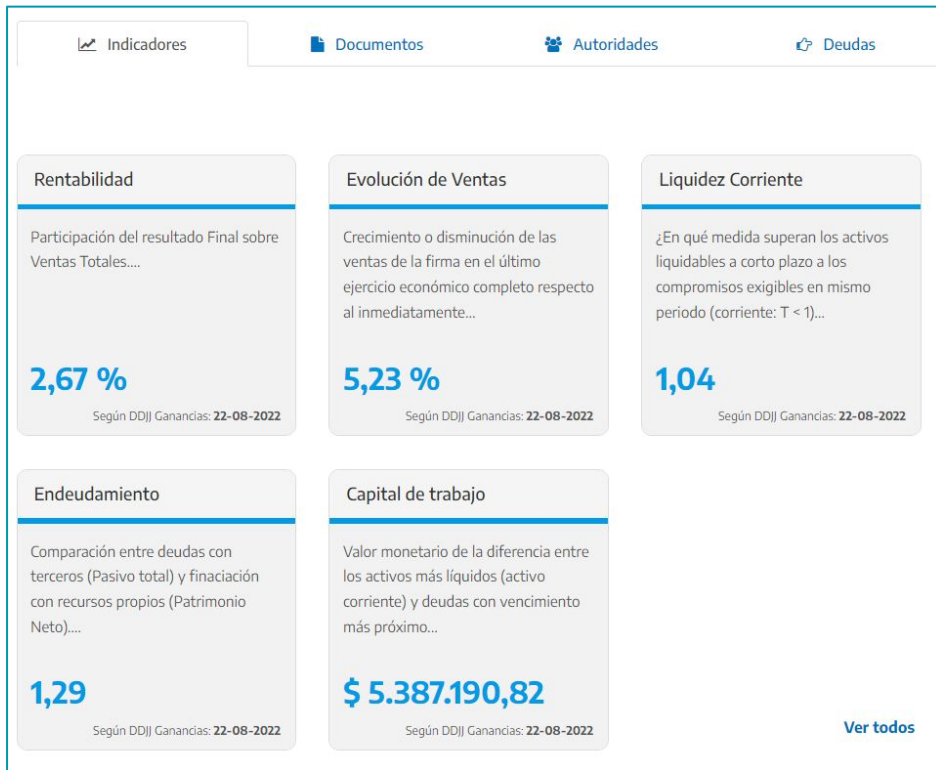 Indicadores
Documentos
Autoridades
Deudas
Rentabilidad
Participación del resultado Final sobre
Ventas Totales....
2,67 %
Según DDJJ Ganancias: 22-08-2022
Evolución de Ventas
Crecimiento o disminución de las
ventas de la firma en el último
ejercicio económico completo respecto
al inmediatamente...
5,23 %
Según DDJJ Ganancias: 22-08-2022
Liquidez Corriente
¿En qué medida superan los activos
liquidables a corto plazo a los
compromisos exigibles en mismo
periodo (corriente: T < 1)...
1,04
Según DDJJ Ganancias: 22-08-2022
Endeudamiento
Comparación entre deudas con
terceros (Pasivo total) y finaciación
con recursos propios (Patrimonio
Neto)....
1,29
Según DDJJ Ganancias: 22-08-2022
Capital de trabajo
Valor monetario de la diferencia entre
los activos más líquidos (activo
corriente) y deudas con vencimiento
más próximo...
$ 5.387.190,82
Según DDJJ Ganancias: 22-08-2022
Ver todos